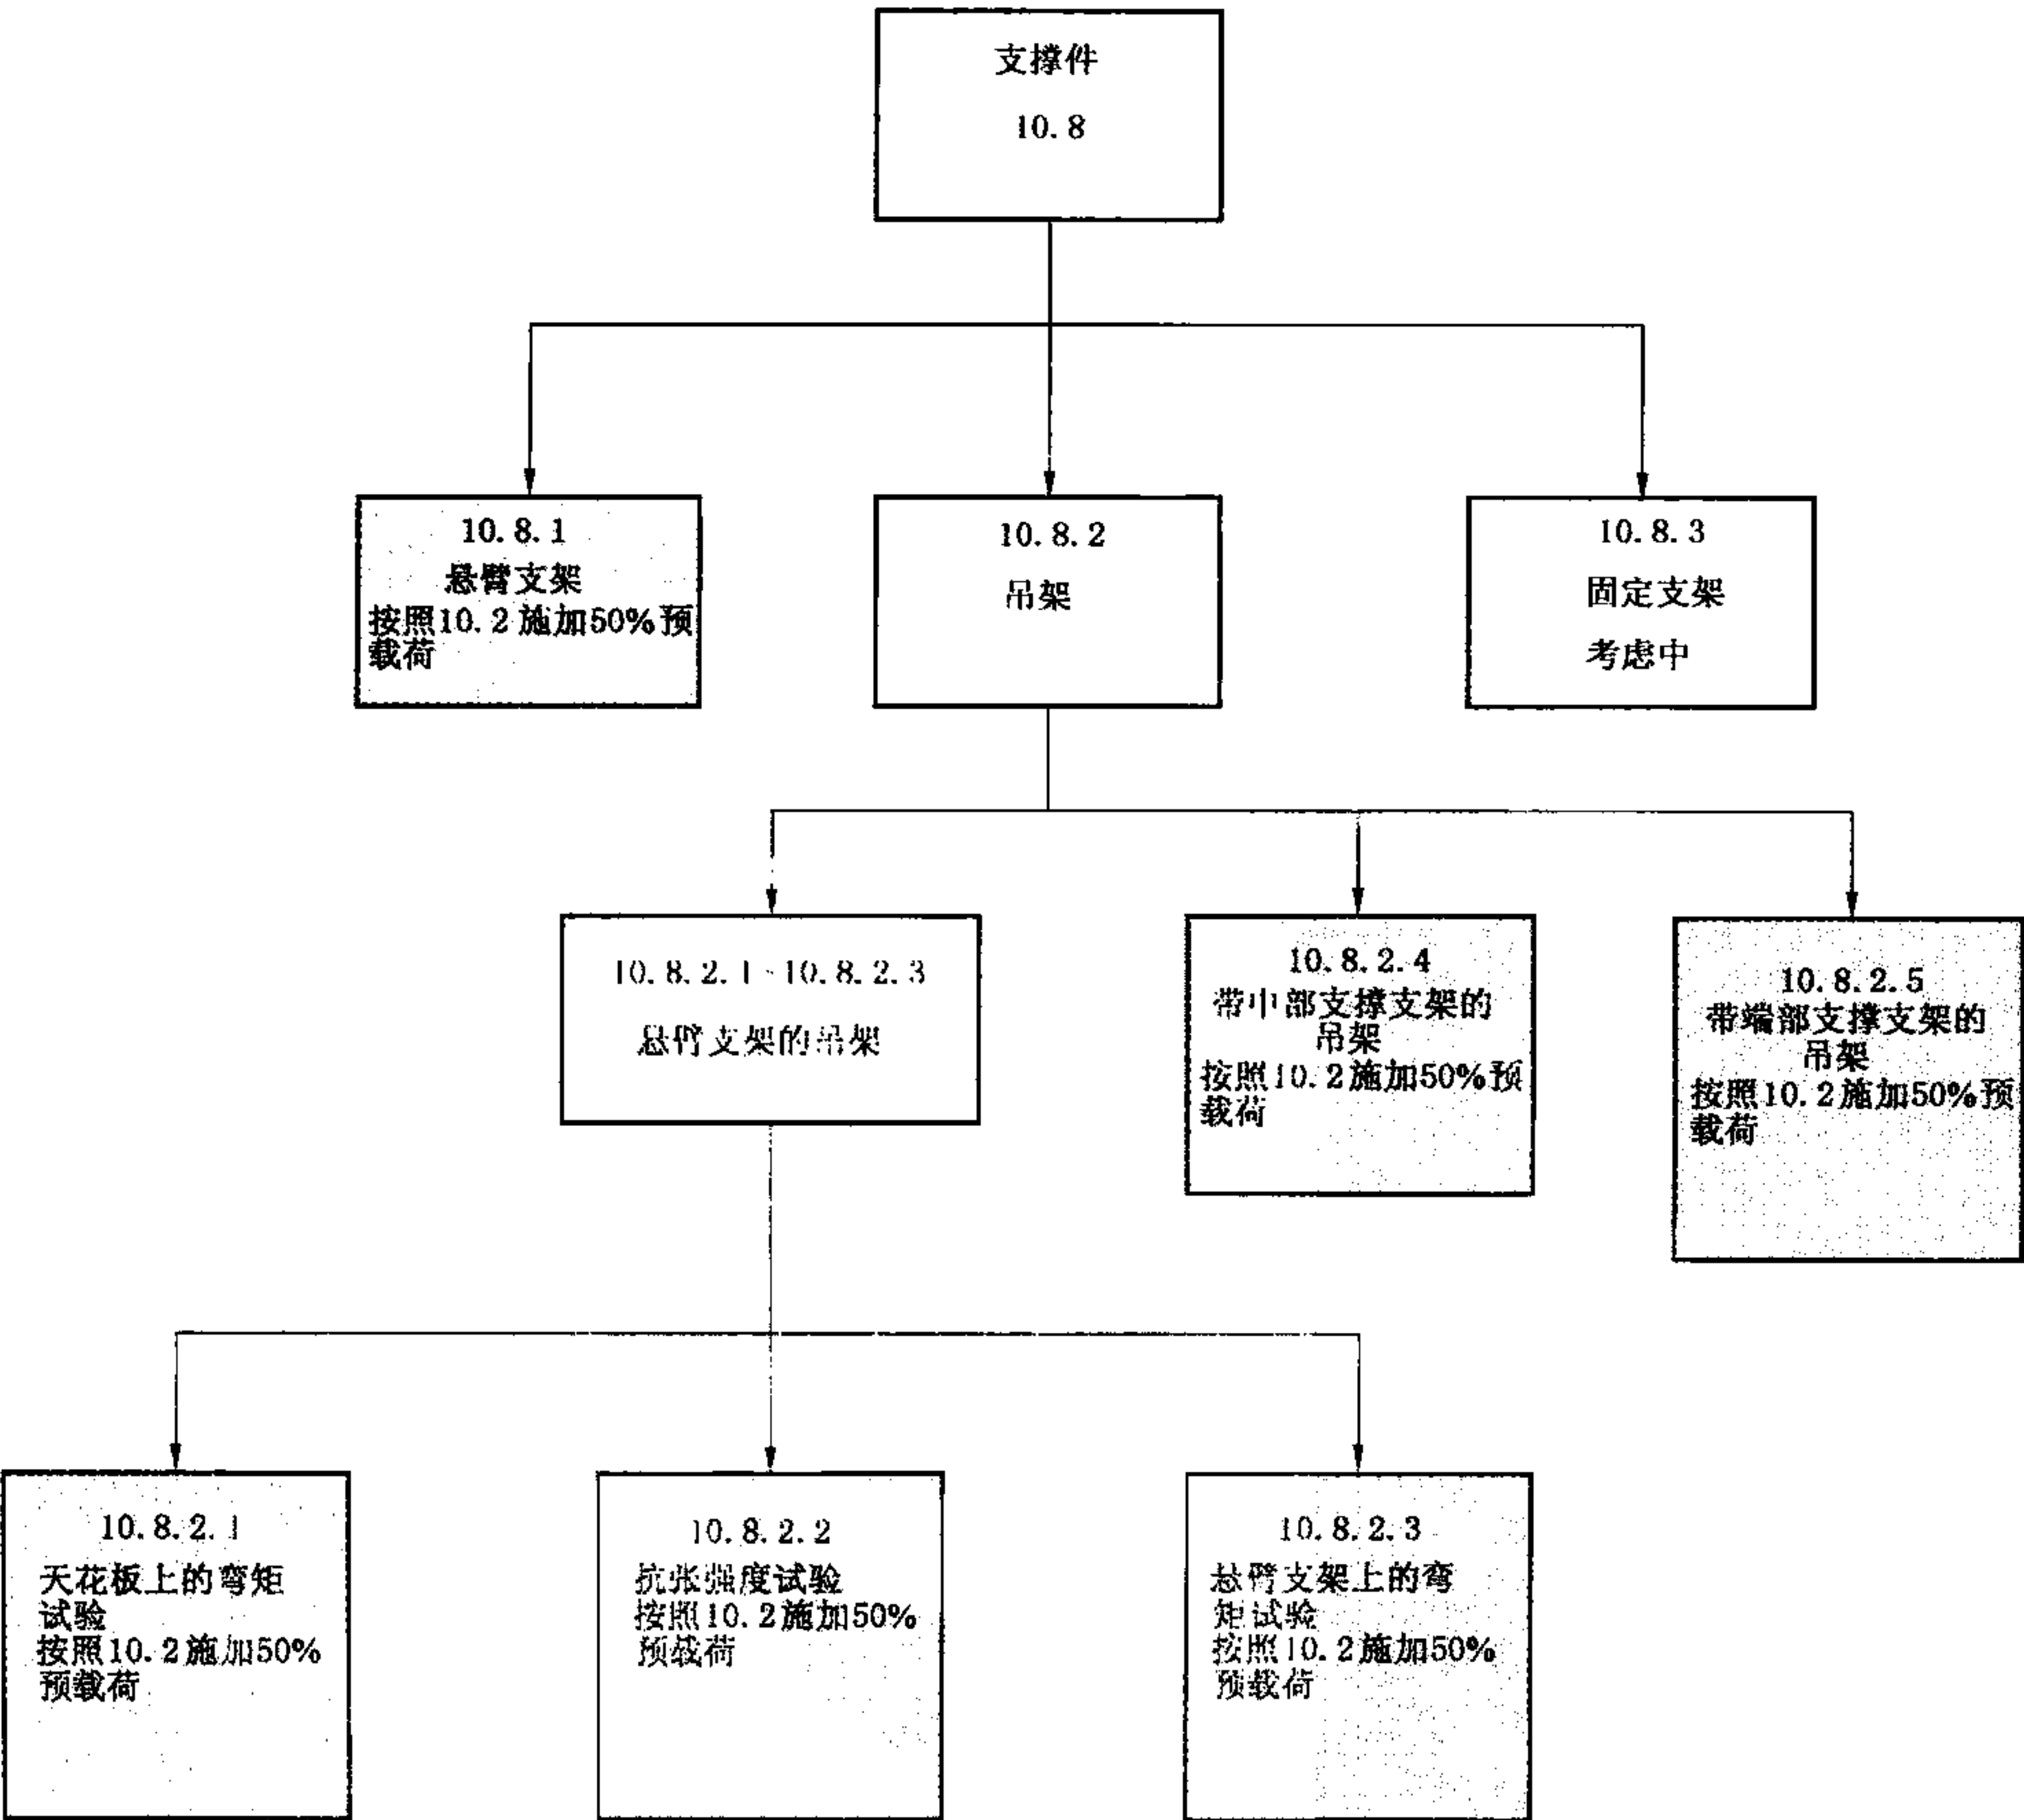 支撑件
10.8
10.8.1
悬臂支架
按照10.2施加50%预
载荷
10.8.2
吊架
10.8.3
固定支架
考虑中
10.8.2.1~10.8.2.3
悬臂支架的吊架
10.8.2.4
带中部支撑支架的
吊架
按照10.2施加50%预
载荷
10.8.2.5
带端部支撑支架的
吊架
按照10.2施加50%预
载荷
10.8.2.1
天花板上的弯矩
试验
按照10.2施加50%
预载荷
10.8.2.2
抗张强度试验
按照10.2施加50%
预载荷
10.8.2.3
悬臂支架上的弯
矩试验
按照10.2施加50%
预载荷